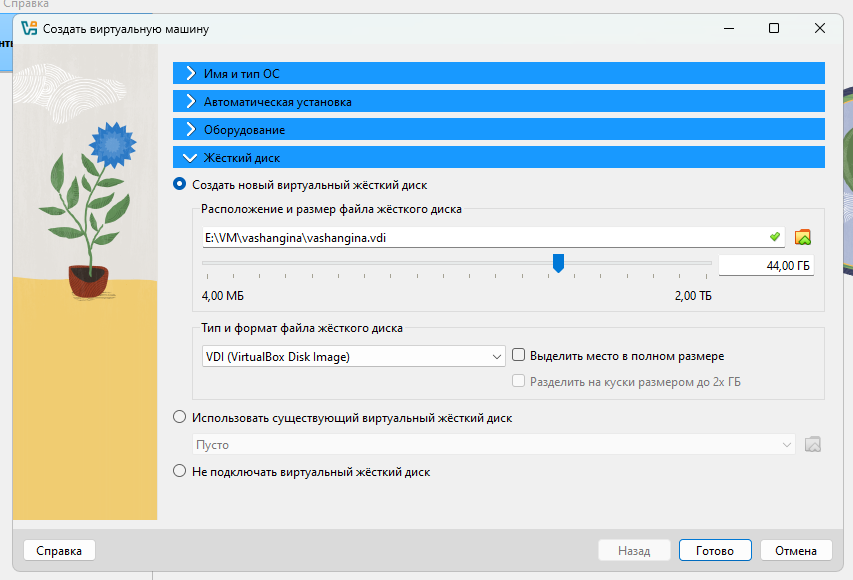 Справка
Создать виртуальную машину
Имя и тип ОС
Автоматическая установка
Оборудование
Жёсткий диск
Создать новый виртуальный жёсткий диск
Расположение и размер файла жёсткого диска
E:\VM\vashangina\vashangina.vdi
44,00 ГБ
4,00 МБ 2,00 ТБ
Тип и формат файла жёсткого диска
VDI (VirtualBox Disk Image) Выделить место в полном размере
Разделить на куски размером до 2х ГБ
Использовать существующий виртуальный жёсткий диск
Пусто
Не подключать виртуальный жёсткий диск
Справка Назад Готово Отмена